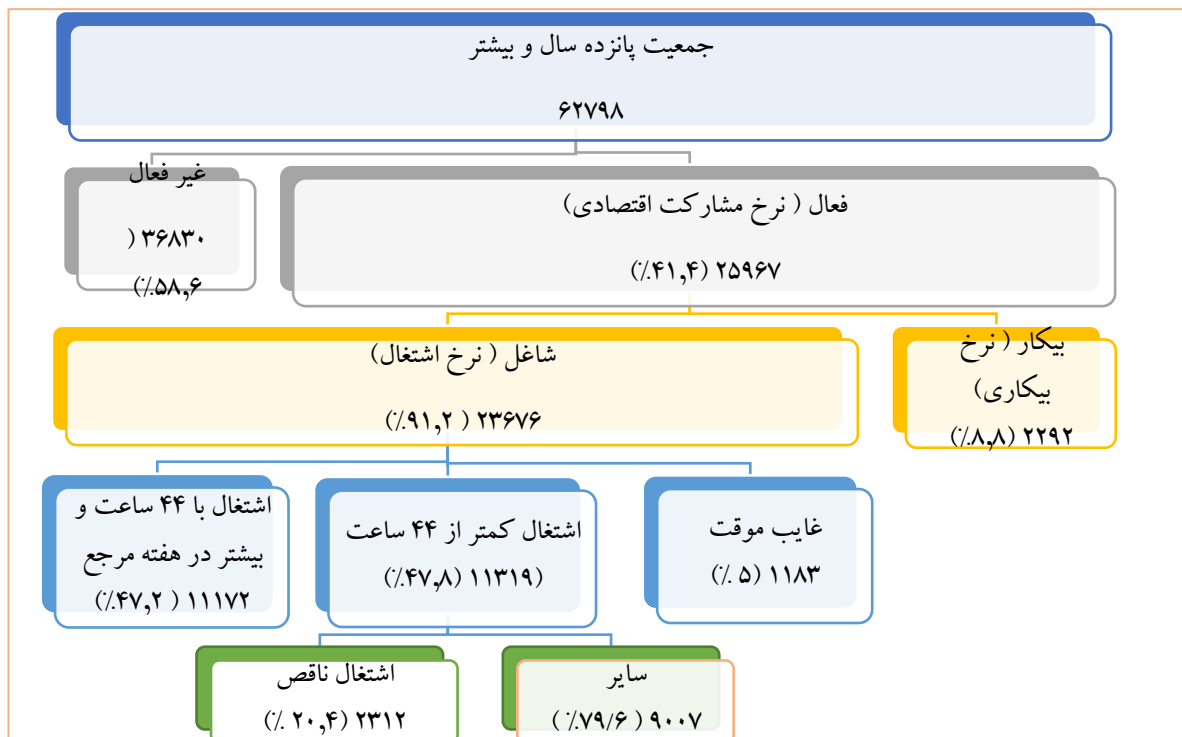 جمعیت پانزده سال و بیشتر
۶۲۷۹۸
فعال ( نرخ مشارکت اقتصادی)
۲۵۹۶۷ (۴۱,۴٪)
غیر فعال
۳۶۸۳۰ (
۵۸,۶٪)
بیکار ( نرخ
بیکاری)
۲۲۹۲ (۸,۸٪)
شاغل ( نرخ اشتغال)
۲۳۶۷۶ ( ۹۱,۲٪)
غایب موقت
۱۱۸۳ (۵ ٪)
اشتغال کمتر از ۴۴ ساعت
(۱۱۳۱۹ (۴۷,۸٪)
اشتغال با ۴۴ ساعت و
بیشتر در هفته مرجع
۱۱۱۷۲ ( ۴۷,۲٪)
سایر
۹۰۰۷ ( ۷۹/۶٪ )
اشتغال ناقص
۲۳۱۲ (۲۰,۴ ٪)